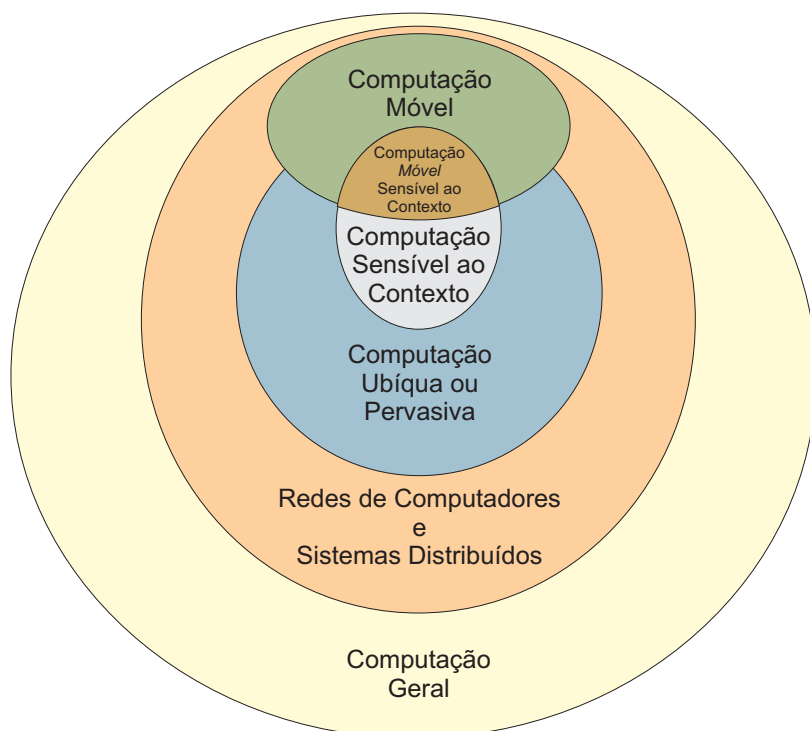 Computação
Móvel
Computação
Móvel
Sensível ao
Contexto
Computação
Sensível ao
Contexto
Computação
Ubíqua ou
Pervasiva
Redes de Computadores
e
Sistemas Distribuídos
Computação
Geral